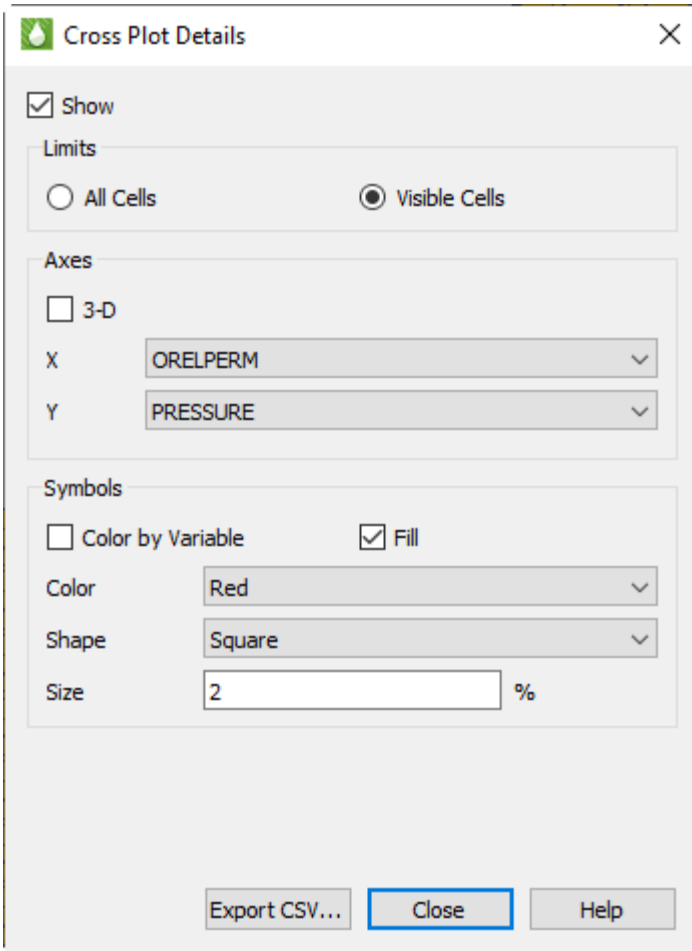 Cross Plot Details
Show
Limits
All Cells Visible Cells
Axes
3-D
X ORELPERM
Y PRESSURE
Symbols
Color by Variable Fill
Color Red
Shape Square
Size 2 %
Export CSV... Close Help